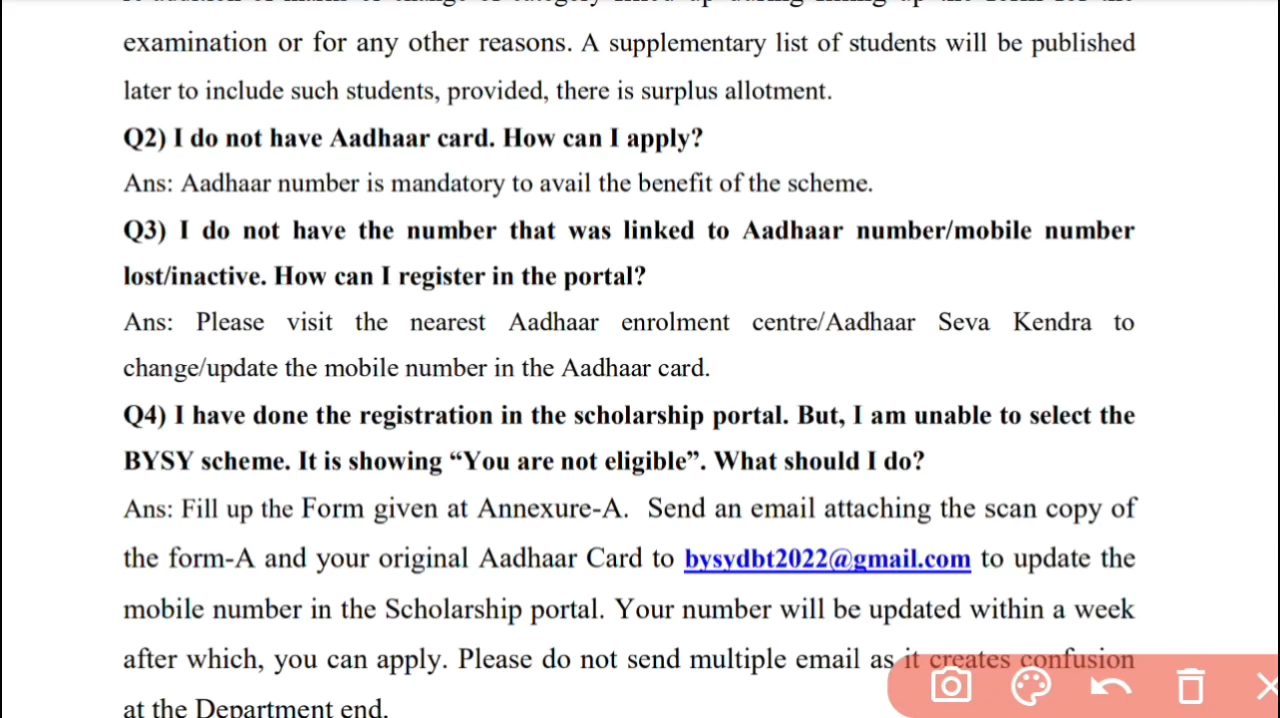 examination or for any other reasons. A supplementary list of students will be published
later to include such students, provided, there is surplus allotment.
Q2) I do not have Aadhaar card. How can I apply?
Ans: Aadhaar number is mandatory to avail the benefit of the scheme.
Q3) I do not have the number that was linked to Aadhaar number/mobile number
lost/inactive. How can I register in the portal?
Ans: Please visit the nearest Aadhaar enrolment centre/Aadhaar Seva Kendra to
change/update the mobile number in the Aadhaar card.
Q4) I have done the registration in the scholarship portal. But, I am unable to select the
BYSY scheme. It is showing “You are not eligible”. What should I do?
Ans: Fill up the Form given at Annexure-A. Send an email attaching the scan copy of
the form-A and your original Aadhaar Card to bysydbt2022@gmail.com to update the
mobile number in the Scholarship portal. Your number will be updated within a week
after which, you can apply. Please do not send multiple email as it creates confusion
at the Department end.